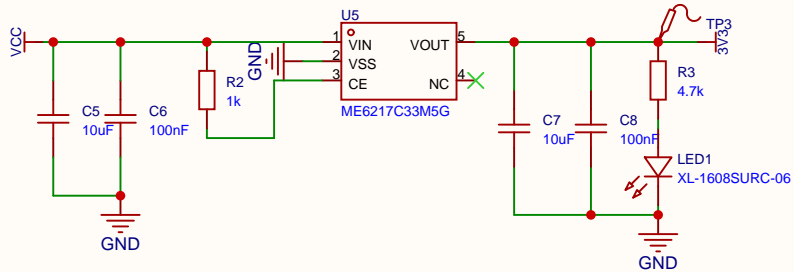 VCC
C5
10uF
C6
100nF
GND
R2
1k
GND
U5
1
VIN
2
VSS
3
CE
VOUT
5
NC
4
ME6217C33M5G
C7
10uF
C8
100nF
TP3
3V3
R3
4.7k
LED1
XL-1608SURC-06
GND